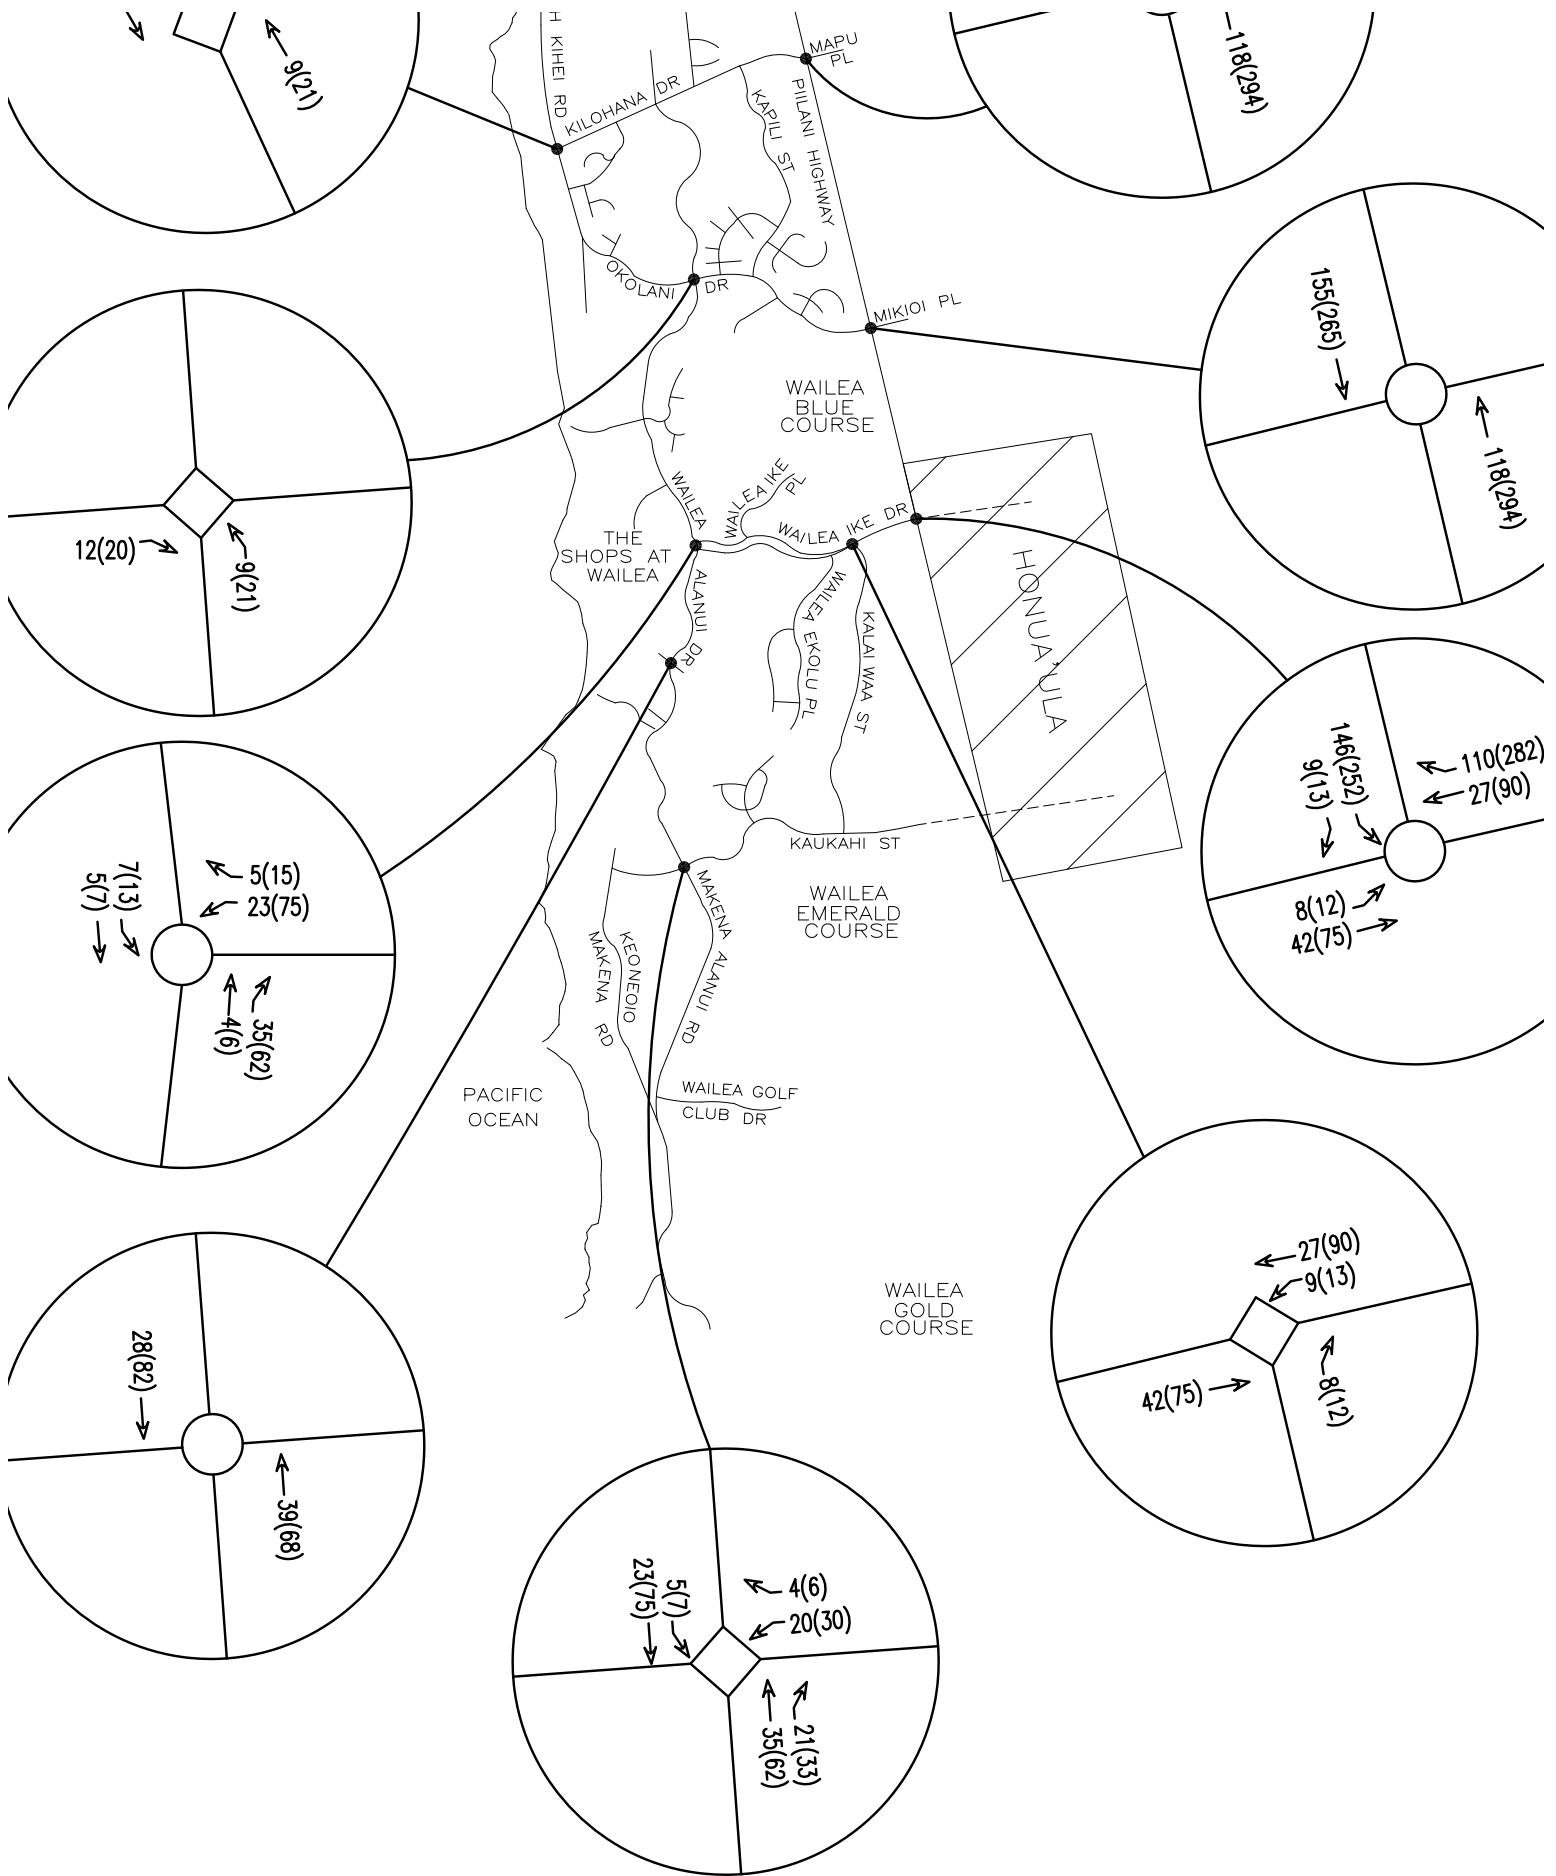 H KIHEI RD
MAPU
PL
9(21)
118(294)
KILOHANA DR
KAPILI ST
PIILANI HIGHWAY
OKOLANI DR
MIKIOI PL
155(265)
118(294)
WAILEA
BLUE
COURSE
12(20)
9(21)
WAILEA
ALANUI DR
WAILEA IKE
PL
WAILEA IKE DR
THE
SHOPS AT
WAILEA
WAILEA EKOLU PL
KALAI WAA ST
HONUA'ULA
146(252)
9(13)
110(282)
27(90)
8(12)
42(75)
KAUKAHI ST
7(13)
5(7)
5(15)
23(75)
35(62)
4(6)
WAILEA
EMERALD
COURSE
MAKENA ALANUI RD
KEONEOIO
MAKENA RD
PACIFIC
OCEAN
WAILEA GOLF
CLUB DR
WAILEA
GOLD
COURSE
27(90)
9(13)
42(75)
8(12)
28(82)
39(68)
5(7)
23(75)
4(6)
20(30)
21(33)
35(62)